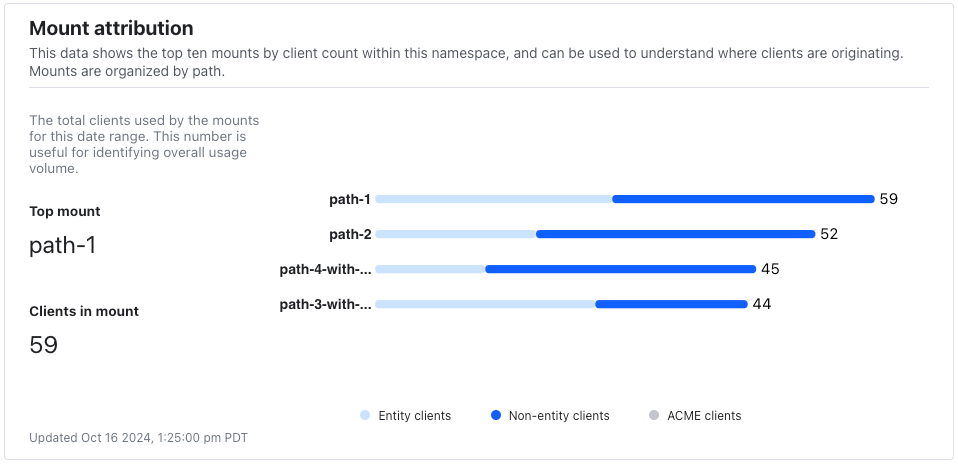 Mount attribution
This data shows the top ten mounts by client count within this namespace, and can be used to understand where clients are originating.
Mounts are organized by path.
The total clients used by the mounts
for this date range. This number is
useful for identifying overall usage
volume.
Top mount
path-1
Clients in mount
59
path-1 59
path-2 52
path-4-with-... 45
path-3-with-... 44
Entity clients Non-entity clients ACME clients
Updated Oct 16 2024, 1:25:00 pm PDT